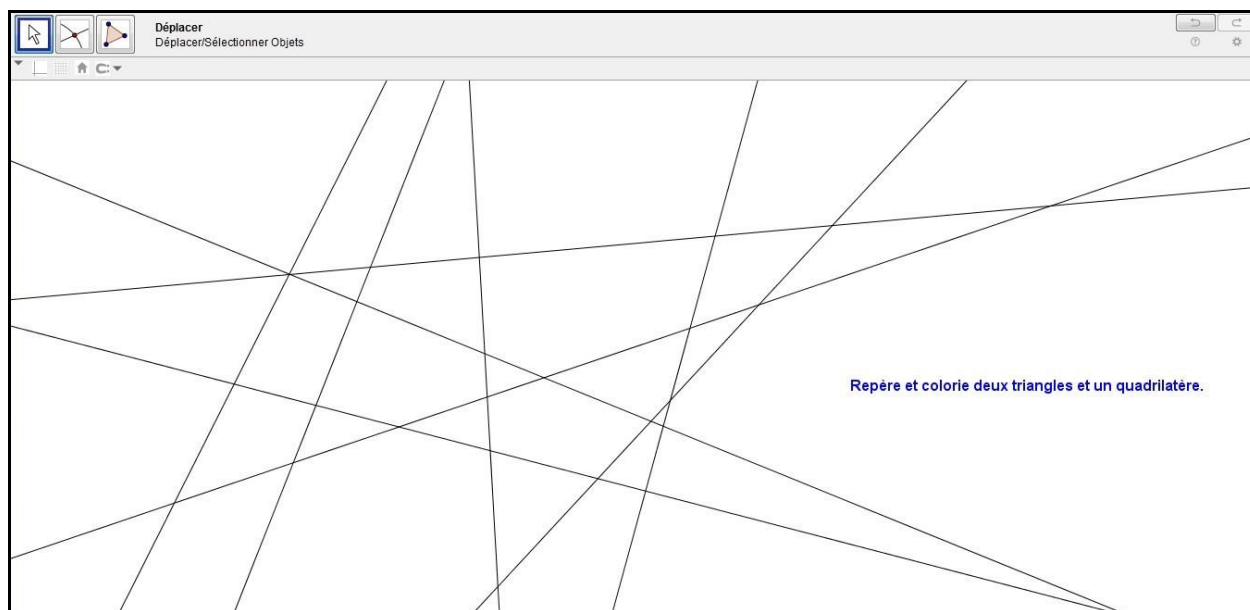 Déplacer
Déplacer/Sélectionner Objets
Repère et colorie deux triangles et un quadrilatère.